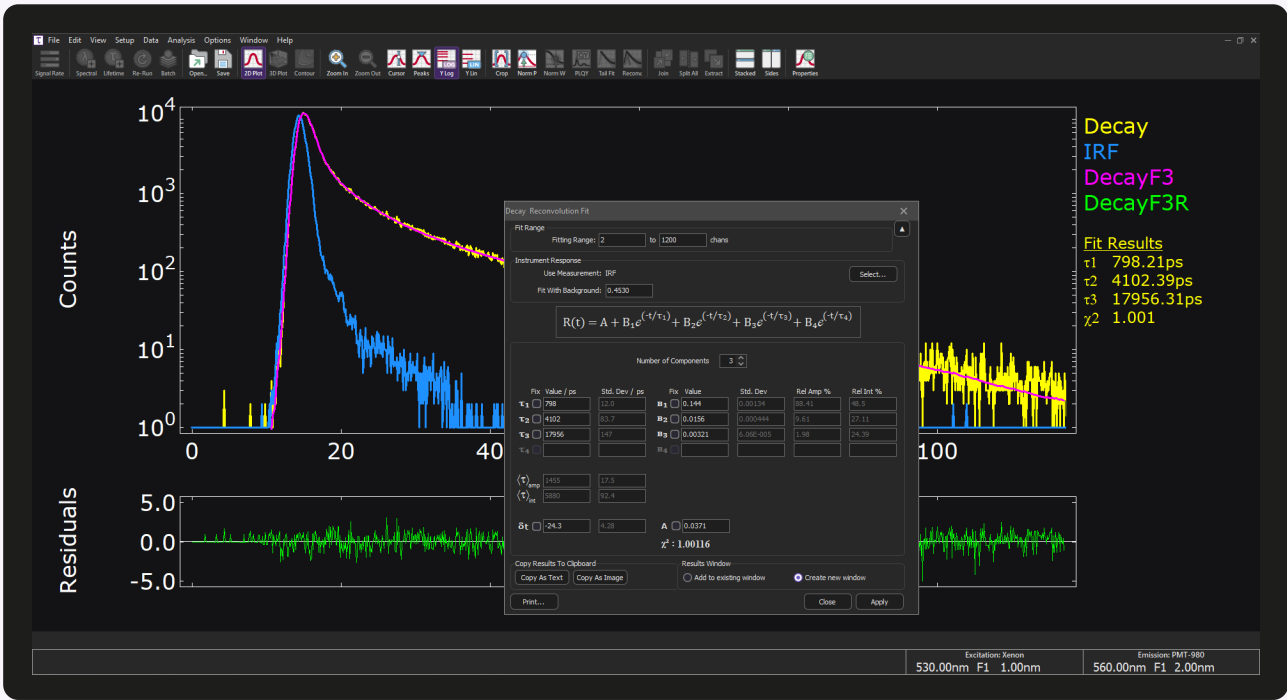 τ File Edit View Setup Data Analysis Options Window Help
Signal Rate Spectral Lifetime Re-Run Batch Open... Save 2D Plot 3D Plot Contour Zoom In Zoom Out Cursor Peaks Y Log Y Lin Crop Norm P Norm W PLQY Tail Fit Reconv. Join Split All Extract Stacked Sides Properties
Counts
10⁴
10³
10²
10¹
10⁰
0 20 40 100
Decay
IRF
DecayF3
DecayF3R
Fit Results
τ1 798.21ps
τ2 4102.39ps
τ3 17956.31ps
χ2 1.001
Decay Reconvolution Fit
Fit Range
Fitting Range: 2 to 1200 chans
Instrument Response
Use Measurement: IRF Select...
Fit With Background: 0.4530
R(t) = A + B₁e^(-t/τ₁) + B₂e^(-t/τ₂) + B₃e^(-t/τ₃) + B₄e^(-t/τ₄)
Number of Components 3
Fix Value / ps Std. Dev / ps Fix Value Std. Dev Rel Amp % Rel Int %
τ₁ 798 12.0 B₁ 0.144 0.00134 88.41 48.5
τ₂ 4102 83.7 B₂ 0.0156 0.000444 9.61 27.11
τ₃ 17956 147 B₃ 0.00321 6.06E-005 1.98 24.39
τ₄ B₄
⟨τ⟩amp 1455 17.5
⟨τ⟩int 5880 92.4
δt -24.3 4.28 A 0.0371
χ² : 1.00116
Copy Results To Clipboard Results Window
Copy As Text Copy As Image Add to existing window Create new window
Print... Close Apply
Residuals
5.0
0.0
-5.0
Excitation: Xenon Emission: PMT-980
530.00nm F1 1.00nm 560.00nm F1 2.00nm